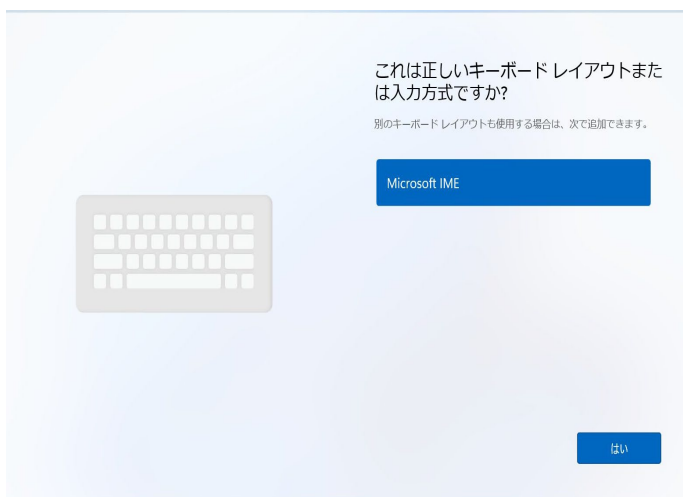 これは正しいキーボード レイアウトまた
は入力方式ですか?
別のキーボード レイアウトも使用する場合は、次で追加できます。
Microsoft IME
はい